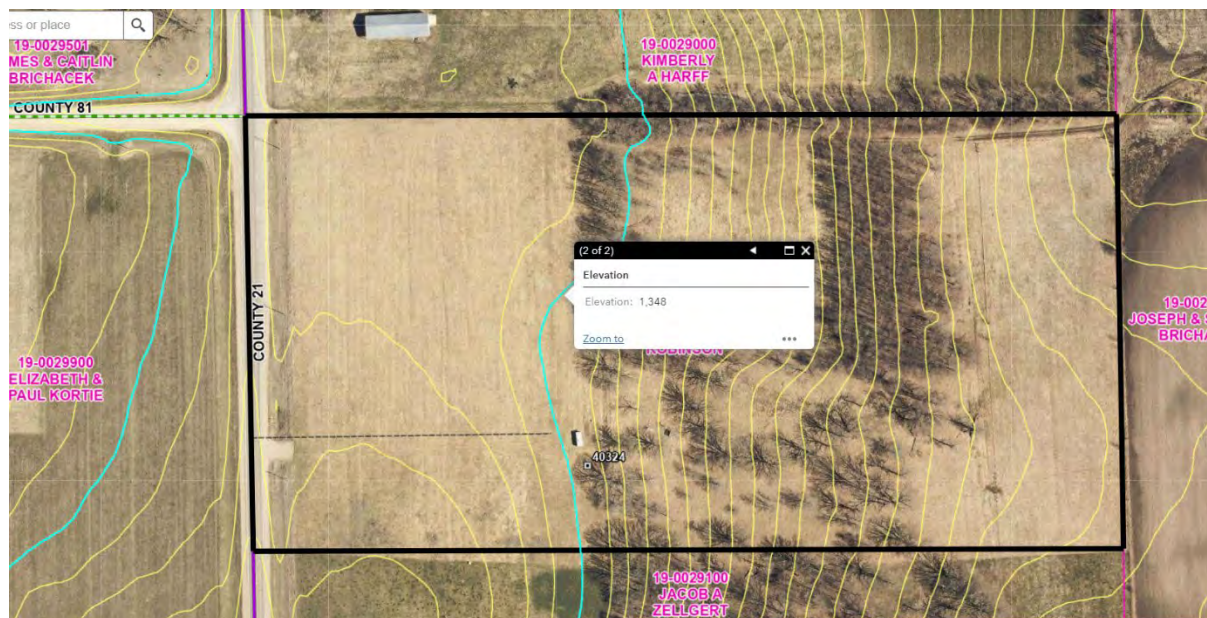 ess or place
19-0029501
MES & CAITLIN
BRICHACEK
COUNTY 81
19-0029000
KIMBERLY
A HARFF
(2 of 2)
Elevation
Elevation: 1,348
Zoom to
ROBINSON
COUNTY 21
19-0029900
ELIZABETH &
PAUL KORTIE
19-002
JOSEPH & S
BRICHA
40324
19-0029100
JACOB A
ZELLGERT